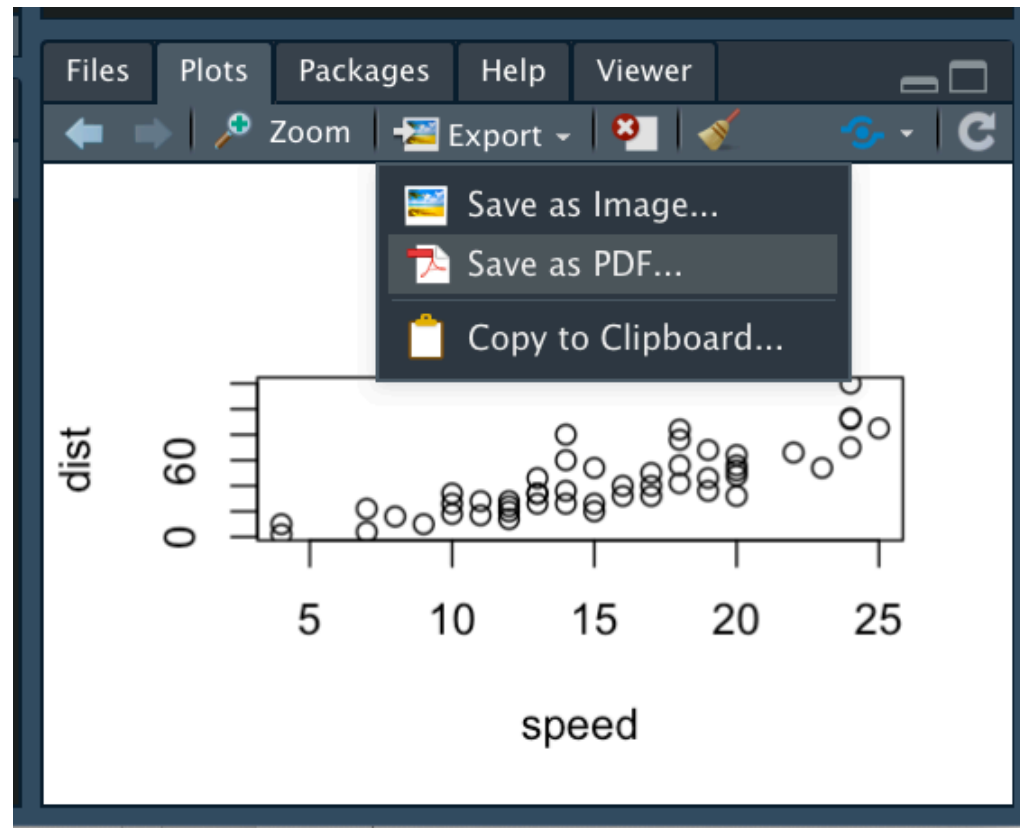 Files Plots Packages Help Viewer
Zoom Export
Save as Image...
Save as PDF...
Copy to Clipboard...
dist
60
0
5 10 15 20 25
speed